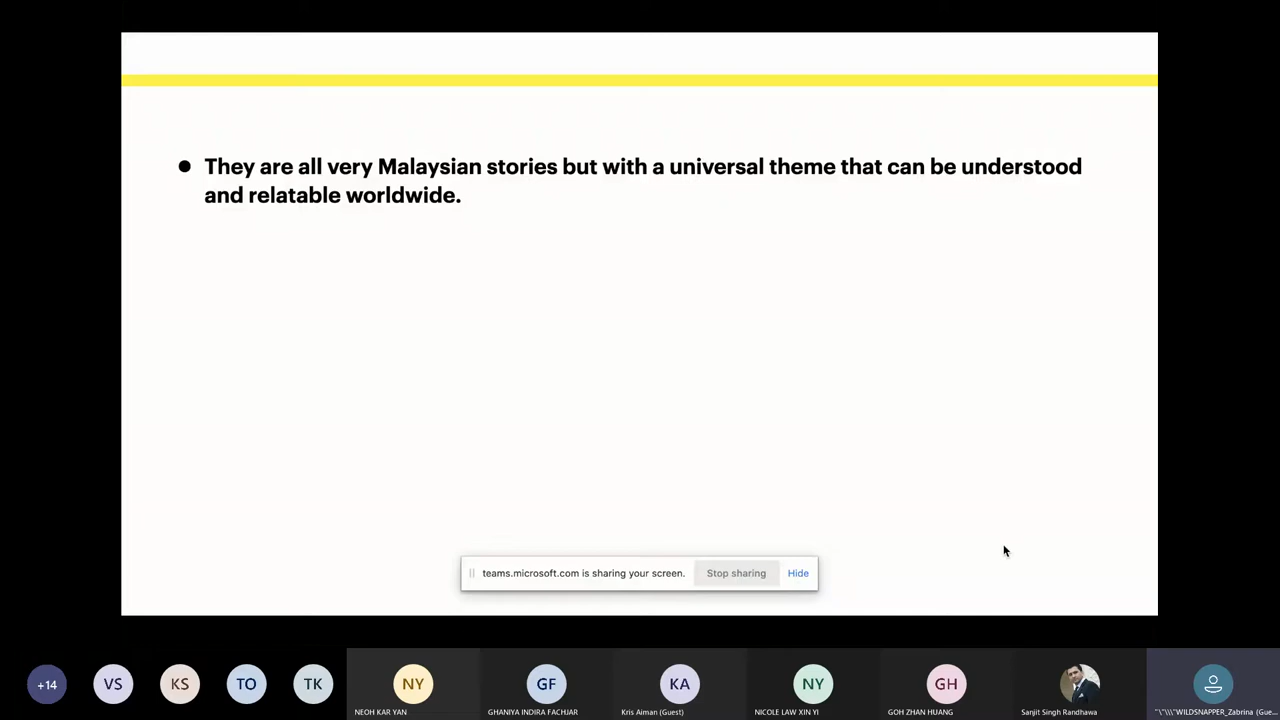 ● They are all very Malaysian stories but with a universal theme that can be understood
and relatable worldwide.
teams.microsoft.com is sharing your screen. Stop sharing Hide
+14 VS KS TO TK NY GF KA NY GH
NEOH KAR YAN GHANIYA INDIRA FACHJAR Kris Aiman (Guest) NICOLE LAW XIN YI GOH ZHAN HUANG Sanjit Singh Randhawa "\"\\\"WILDSNAPPER_Zabrina (Gue...